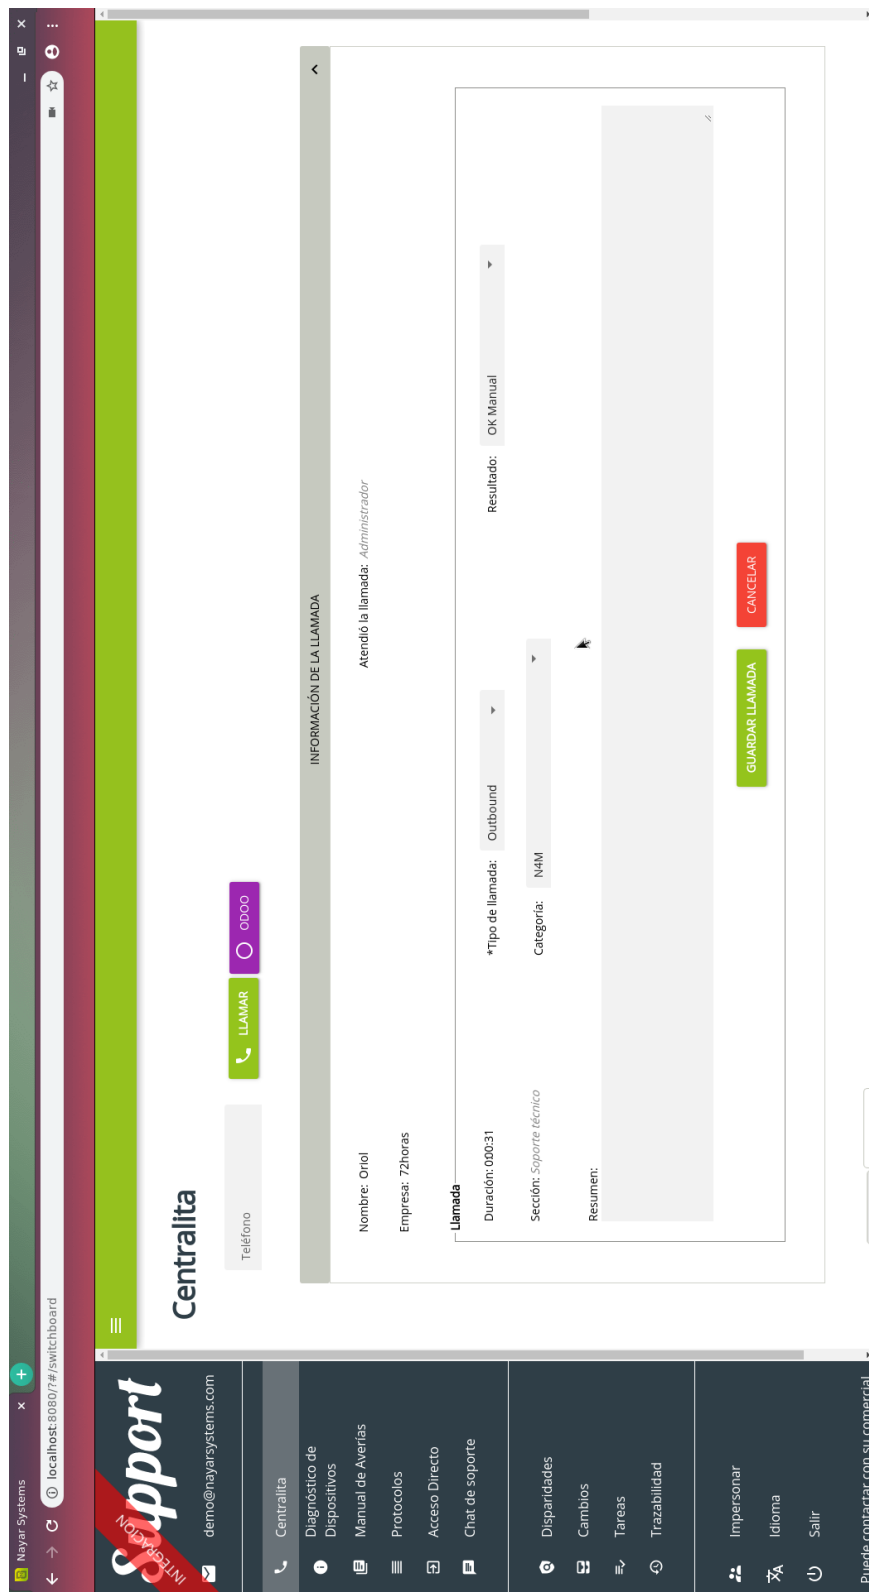 Nayar Systems
localhost:8080/?#/switchboard
Support
INTEGRACIÓN
demo@nayarsystems.com
Centralita
Diagnóstico de
Dispositivos
Manual de Averías
Protocolos
Acceso Directo
Chat de soporte
Disparidades
Cambios
Tareas
Trazabilidad
Impersonar
Idioma
Salir
Puede contactar con su comercial
Centralita
Teléfono
LLAMAR
ODOO
INFORMACIÓN DE LA LLAMADA
Nombre: Oriol
Atendió la llamada: Administrador
Empresa: 72horas
Llamada
Duración: 0:00:31
*Tipo de llamada: Outbound
Resultado: OK Manual
Sección: Soporte técnico
Categoría: N4M
Resumen:
GUARDAR LLAMADA
CANCELAR